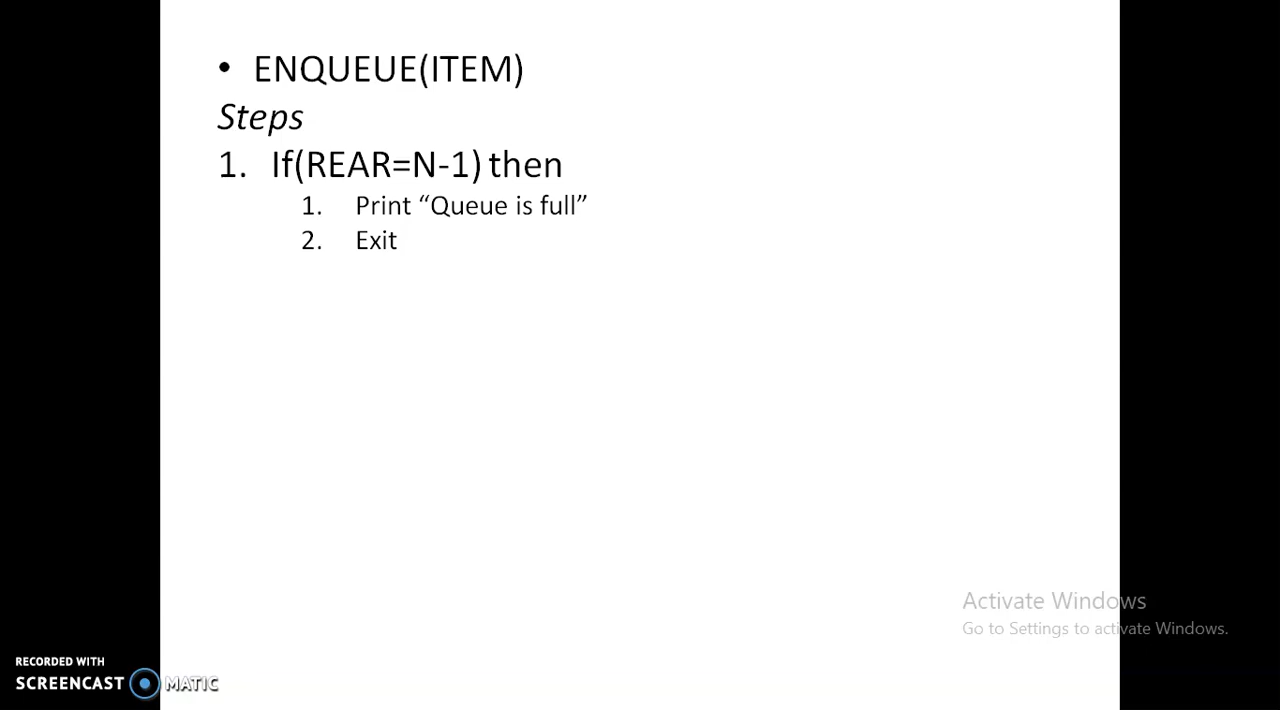 • ENQUEUE(ITEM)
Steps
1. If(REAR=N-1) then
1. Print “Queue is full”
2. Exit
Activate Windows
Go to Settings to activate Windows.
RECORDED WITH
SCREENCAST MATIC